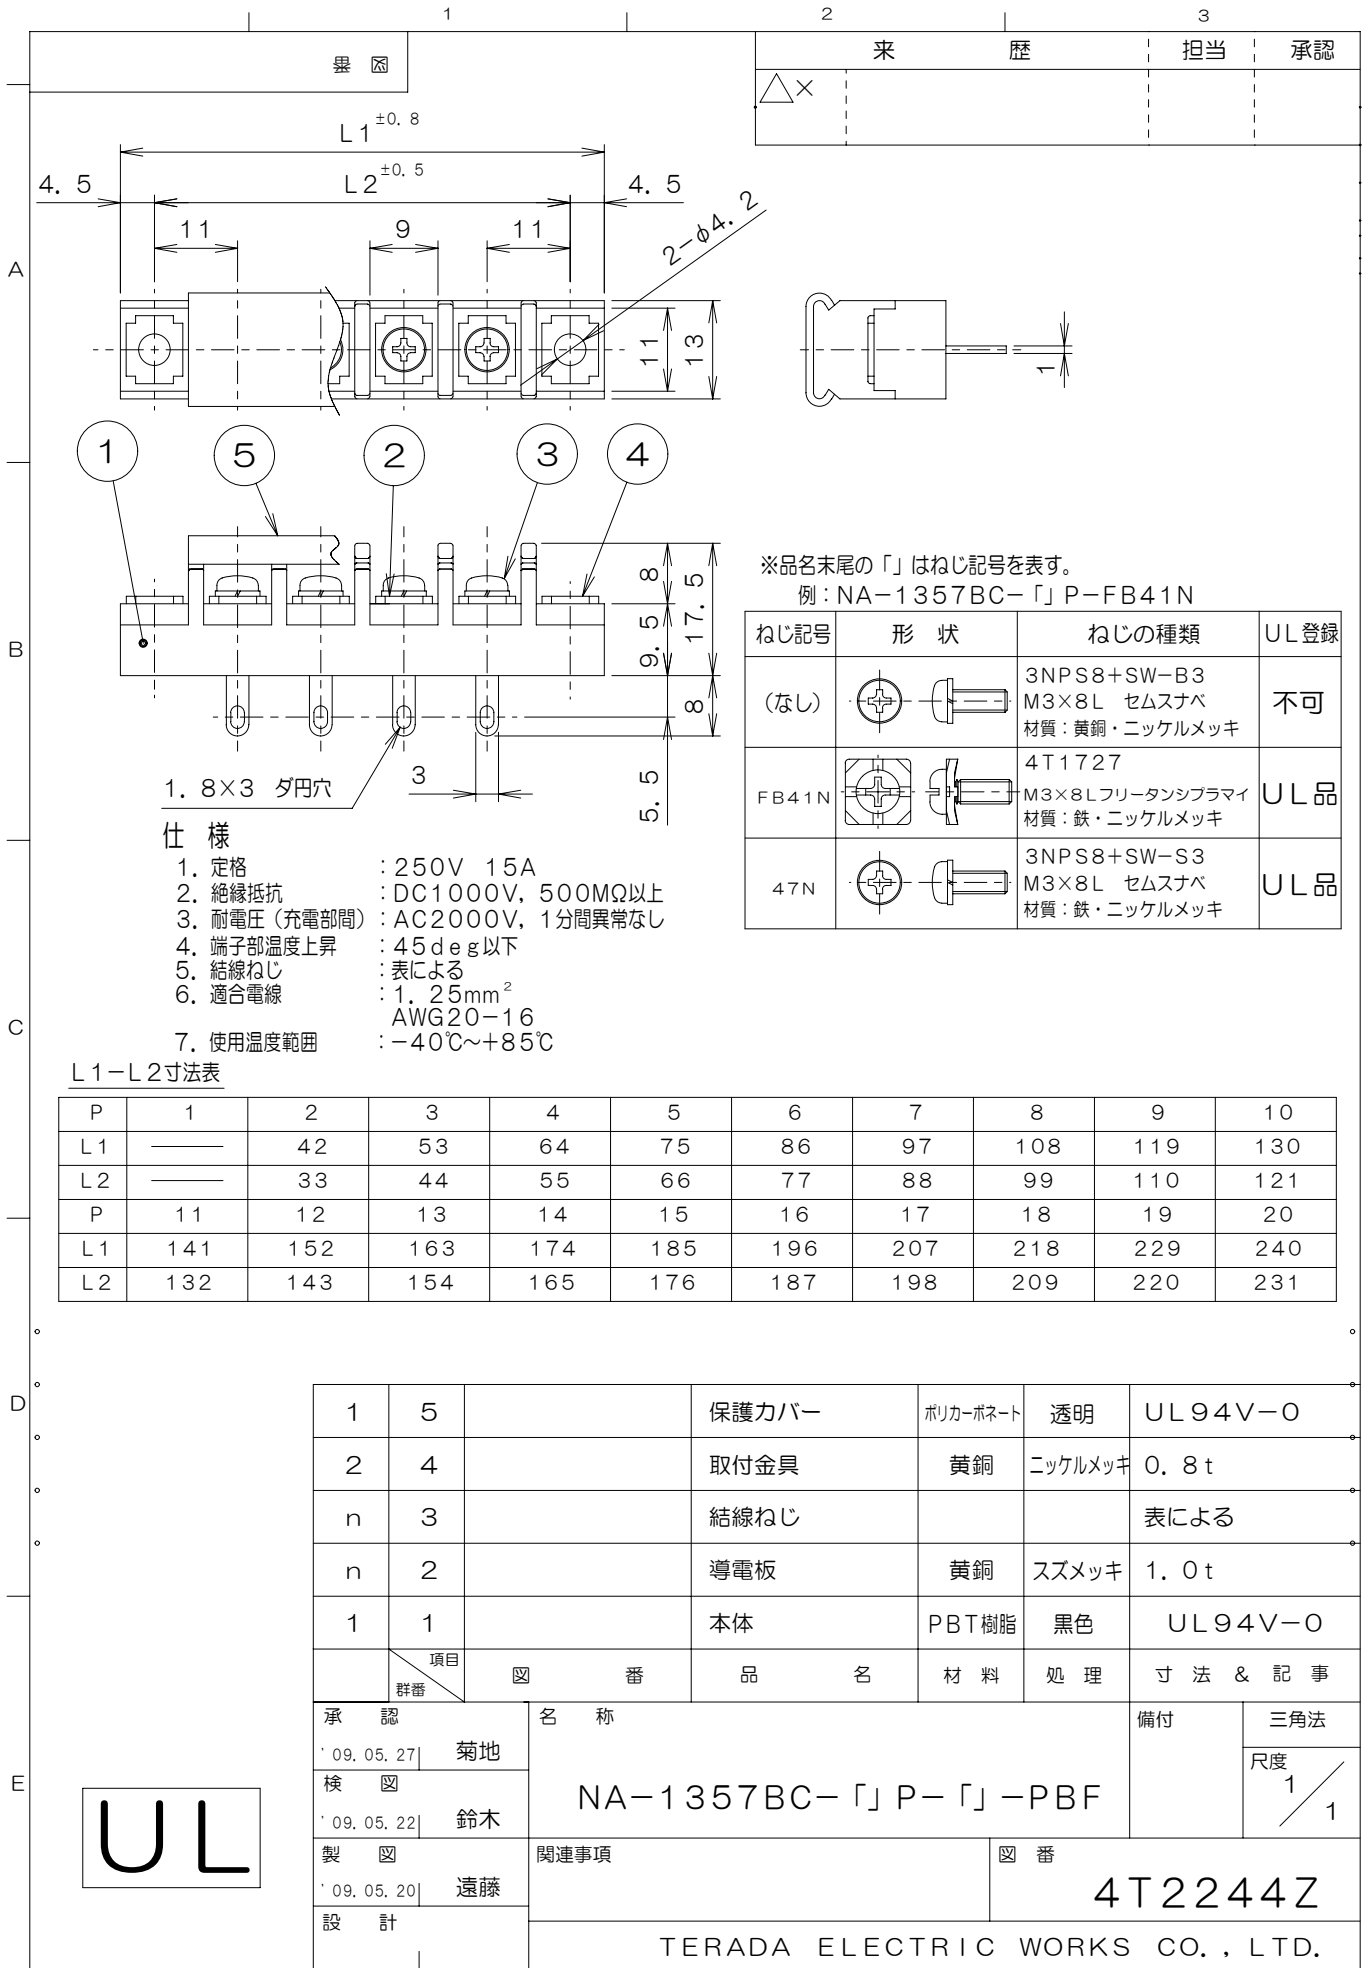 1 2 3
図番
来 歴 担当 承認
△×
L1±0.8
L2±0.5
4.5 4.5
11 9 11
2-φ4.2
11 13
1
A
1 5 2 3 4
※品名末尾の「」はねじ記号を表す。
例:NA-1357BC-「」P-FB41N
ねじ記号 形 状 ねじの種類 UL登録
(なし) 3NPS8+SW-B3
M3×8L セムスナベ
材質:黄銅・ニッケルメッキ 不可
FB41N 4T1727
M3×8Lフリータンシプラマイ
材質:鉄・ニッケルメッキ UL品
47N 3NPS8+SW-S3
M3×8L セムスナベ
材質:鉄・ニッケルメッキ UL品
8 9.5 17.5
8 5.5
B
1.8×3 ダ円穴 3
仕 様
1. 定格 :250V 15A
2. 絶縁抵抗 :DC1000V, 500MΩ以上
3. 耐電圧(充電部間):AC2000V, 1分間異常なし
4. 端子部温度上昇 :45deg以下
5. 結線ねじ :表による
6. 適合電線 :1.25mm²
AWG20-16
7. 使用温度範囲 :-40℃~+85℃
C
L1-L2寸法表
P 1 2 3 4 5 6 7 8 9 10
L1 ――― 42 53 64 75 86 97 108 119 130
L2 ――― 33 44 55 66 77 88 99 110 121
P 11 12 13 14 15 16 17 18 19 20
L1 141 152 163 174 185 196 207 218 229 240
L2 132 143 154 165 176 187 198 209 220 231
D
1 5 保護カバー ポリカーボネート 透明 UL94V-0
2 4 取付金具 黄銅 ニッケルメッキ 0.8t
n 3 結線ねじ 表による
n 2 導電板 黄銅 スズメッキ 1.0t
1 1 本体 PBT樹脂 黒色 UL94V-0
項目
群番 図 番 品 名 材 料 処 理 寸 法 & 記 事
承 認
'09.05.27 菊地
名 称
NA-1357BC-「」P-「」-PBF
備付
三角法
尺度
1/1
E
検 図
'09.05.22 鈴木
UL
製 図
'09.05.20 遠藤
関連事項
図 番
4T2244Z
設 計
TERADA ELECTRIC WORKS CO., LTD.